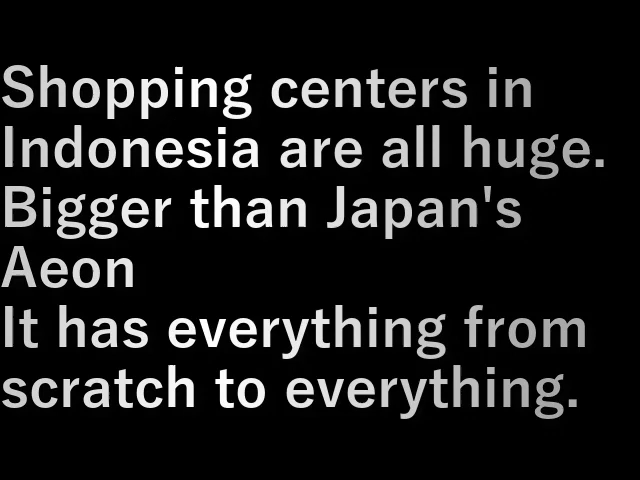 Shopping centers in
Indonesia are all huge.
Bigger than Japan's
Aeon
It has everything from
scratch to everything.